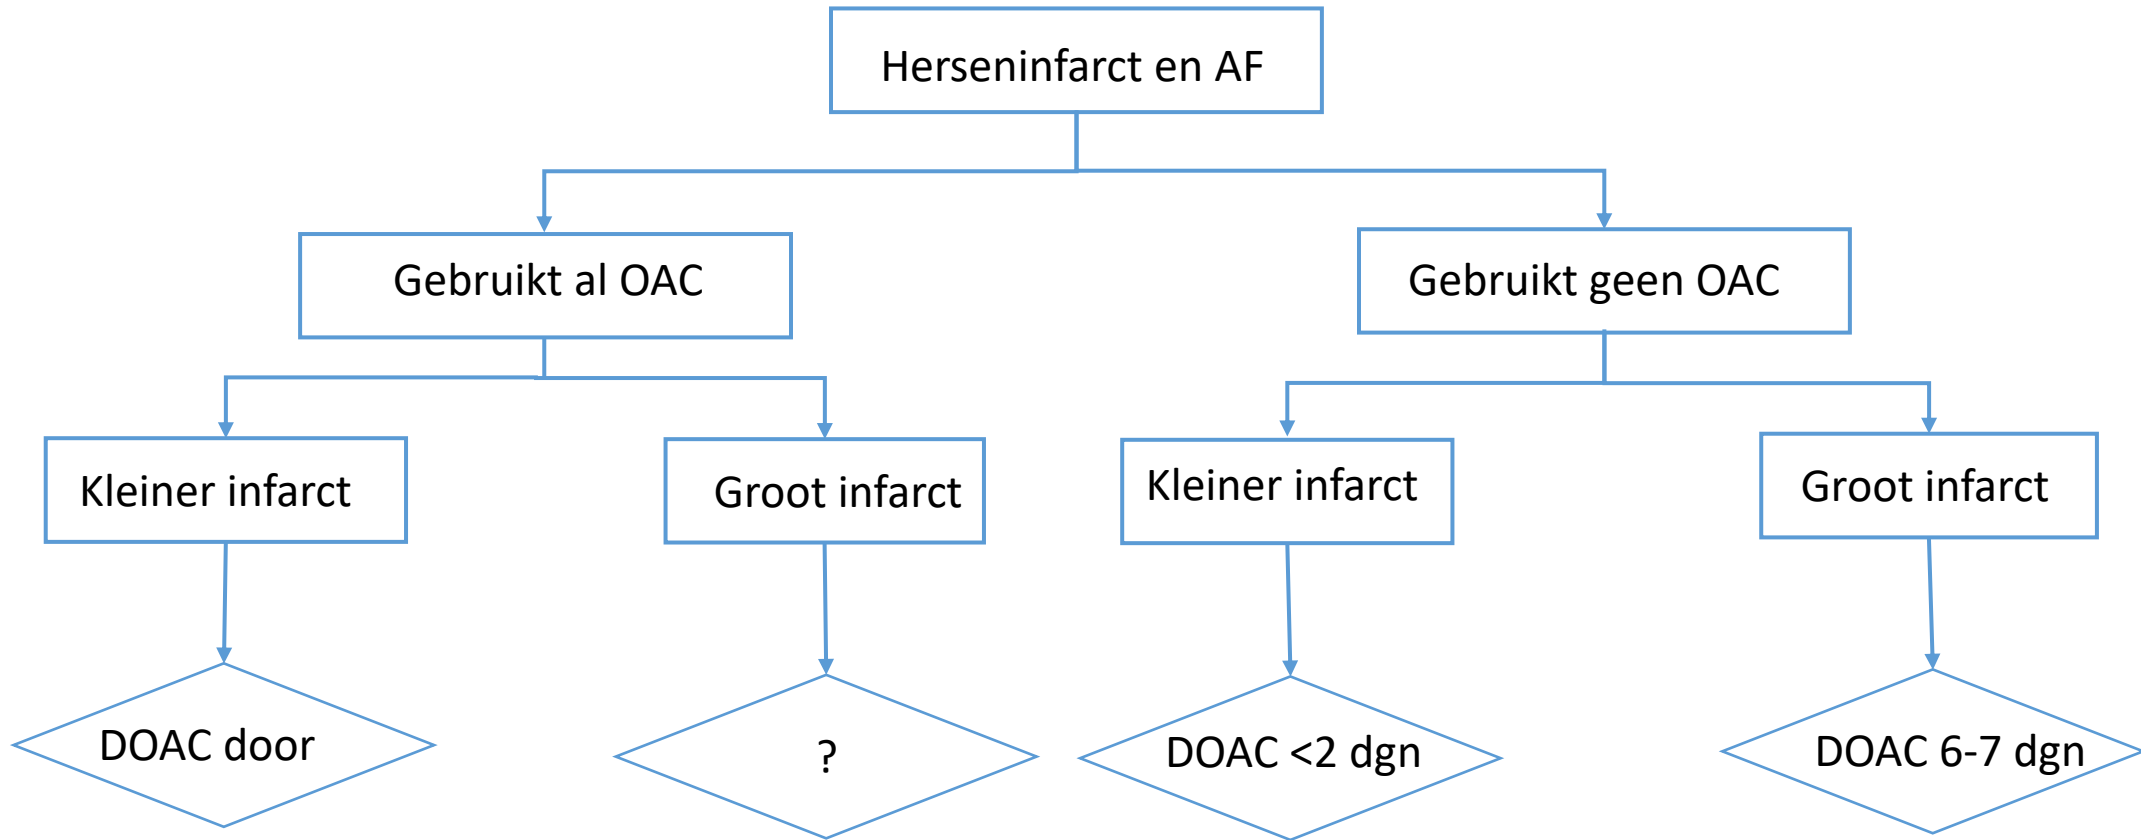 Herseninfarct en AF
Gebruikt al OAC
Gebruikt geen OAC
Kleiner infarct
Groot infarct
Kleiner infarct
Groot infarct
DOAC door
?
DOAC <2 dgn
DOAC 6-7 dgn